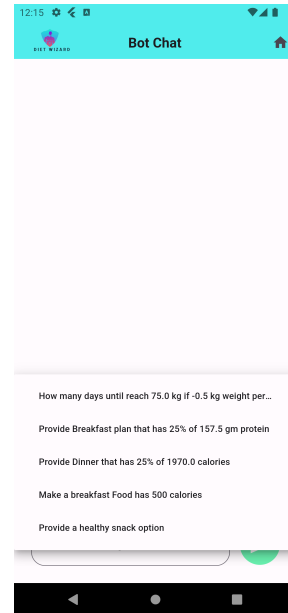 12:15
DIET WIZARD
Bot Chat
How many days until reach 75.0 kg if -0.5 kg weight per...
Provide Breakfast plan that has 25% of 157.5 gm protein
Provide Dinner that has 25% of 1970.0 calories
Make a breakfast Food has 500 calories
Provide a healthy snack option